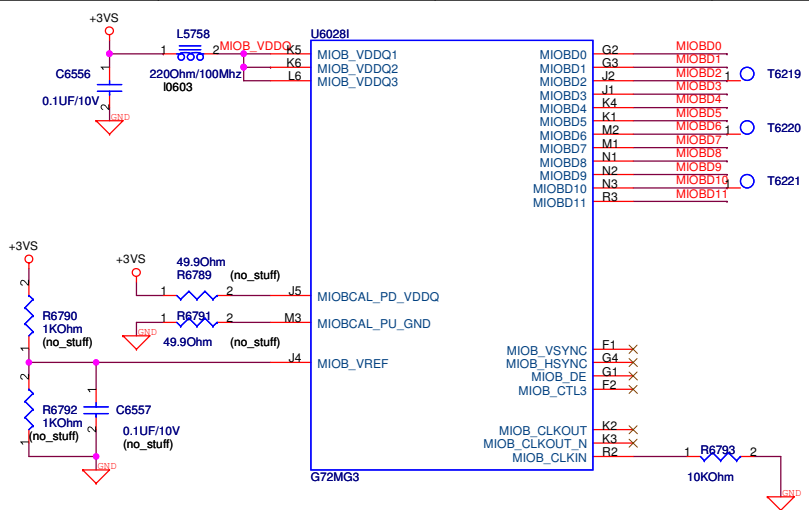 +3VS
L5758
U6028I
1
2
MIOB_VDDQ
K5
MIOB_VDDQ1
K6
MIOB_VDDQ2
L6
MIOB_VDDQ3
220Ohm/100Mhz
l0603
C6556
0.1UF/10V
1
2
GND
MIOBD0
G2
MIOBD0
MIOBD1
G3
MIOBD1
MIOBD2
J2
MIOBD2
1
T6219
MIOBD3
J1
MIOBD3
MIOBD4
K4
MIOBD4
MIOBD5
K1
MIOBD5
MIOBD6
M2
MIOBD6
1
T6220
MIOBD7
M1
MIOBD7
MIOBD8
N1
MIOBD8
MIOBD9
N2
MIOBD9
MIOBD10
N3
MIOBD10
1
T6221
MIOBD11
R3
MIOBD11
+3VS
+3VS
49.9Ohm
R6789
(no_stuff)
1
2
J5
MIOBCAL_PD_VDDQ
R6791
1
2
M3
MIOBCAL_PU_GND
GND
49.9Ohm
(no_stuff)
2
R6790
1KOhm
(no_stuff)
1
J4
MIOB_VREF
2
R6792
1KOhm
(no_stuff)
1
1
C6557
0.1UF/10V
(no_stuff)
2
GND
MIOB_VSYNC
F1
MIOB_HSYNC
G4
MIOB_DE
G1
MIOB_CTL3
F2
MIOB_CLKOUT
K2
MIOB_CLKOUT_N
K3
MIOB_CLKIN
R2
1
R6793
2
10KOhm
GND
G72MG3